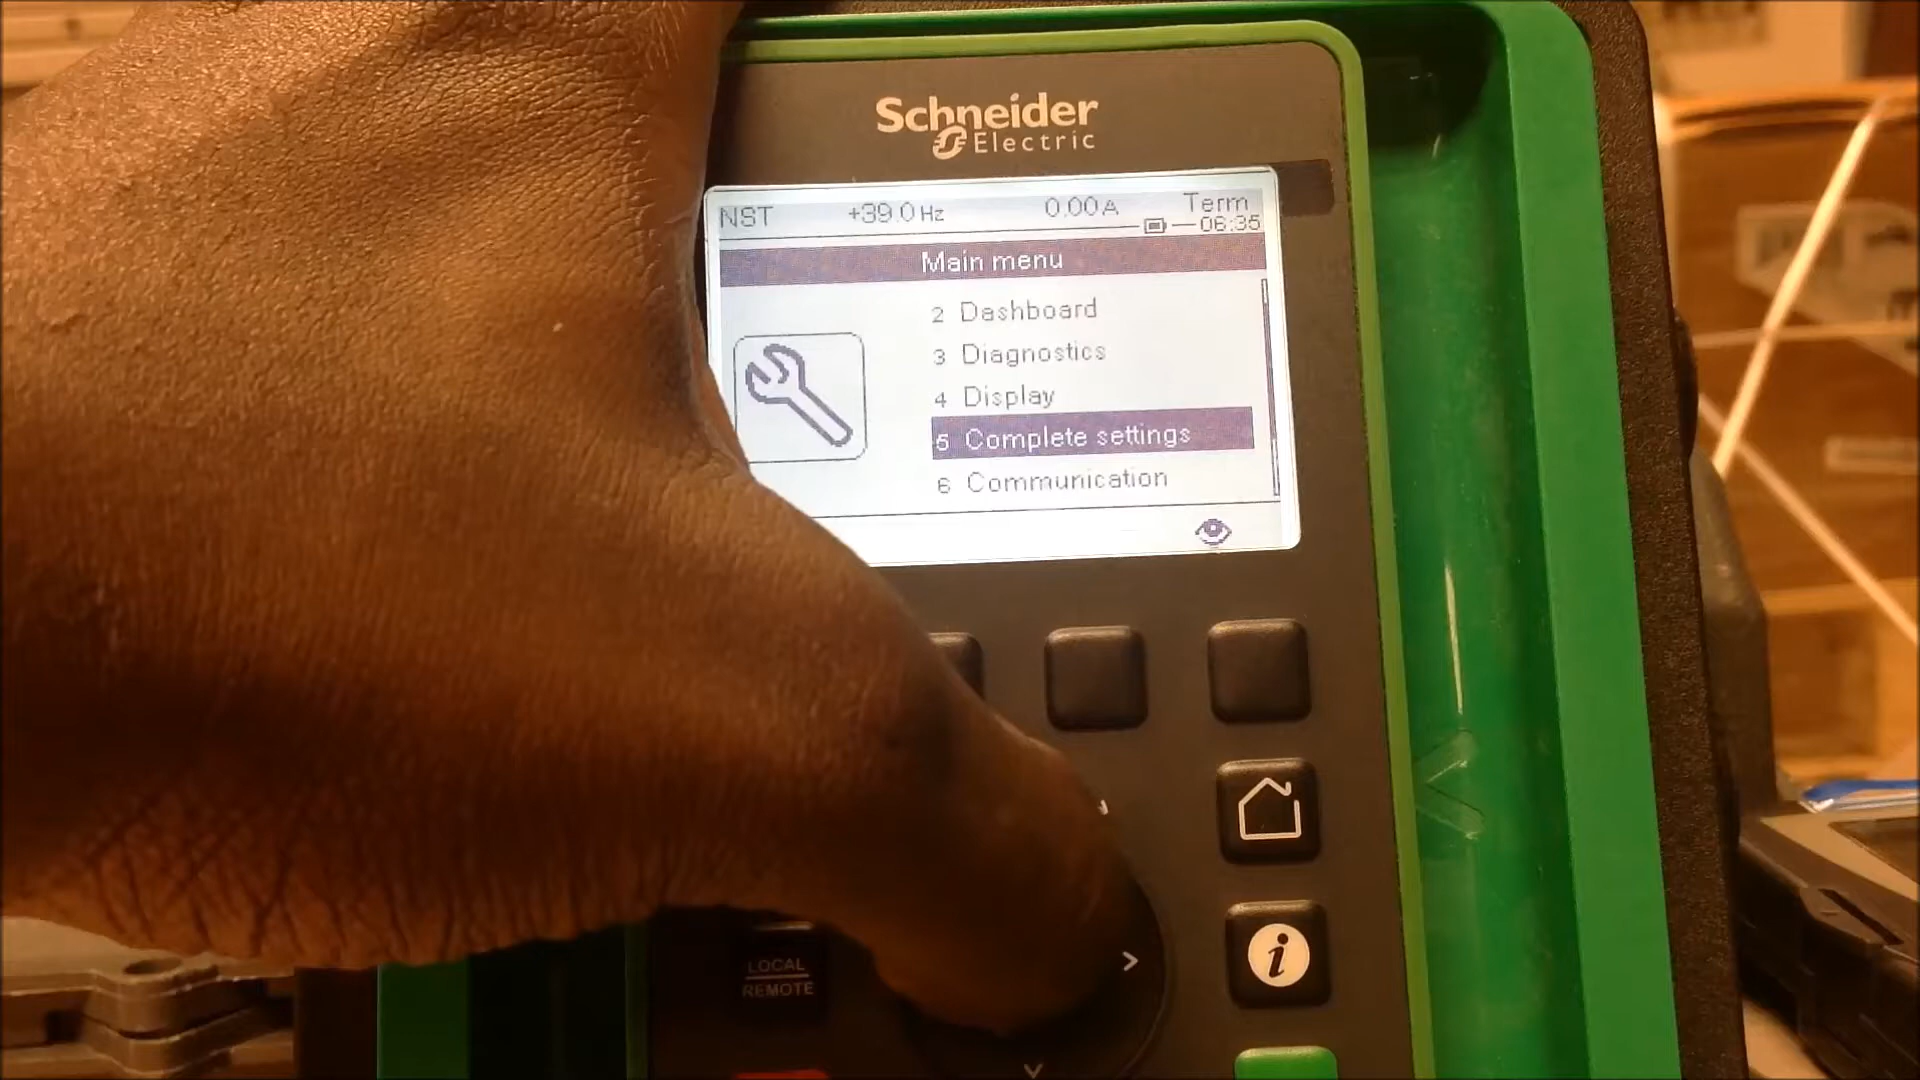 Schneider
Electric
NST +39.0 Hz 0.00A Term
06:35
Main menu
2 Dashboard
3 Diagnostics
4 Display
5 Complete settings
6 Communication
i
LOCAL
REMOTE